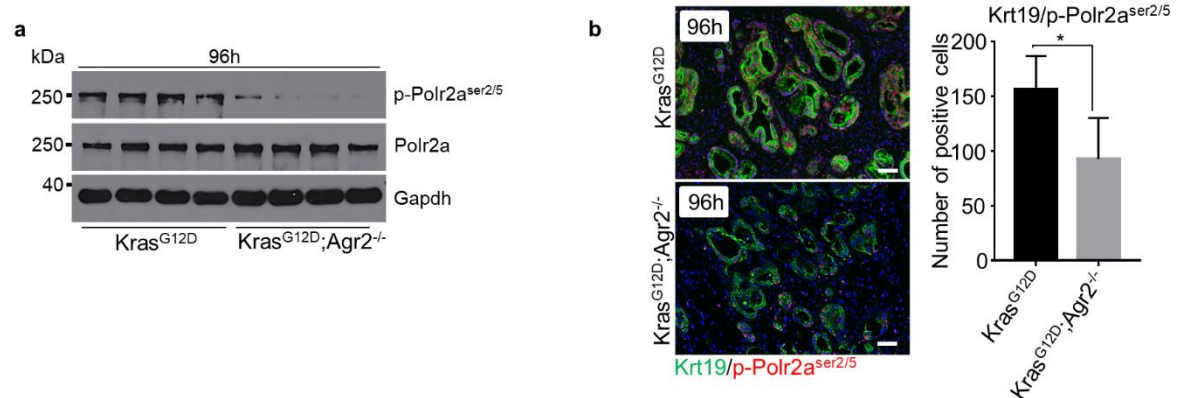 a
kDa
96h
250
p-Polr2a^ser2/5
250
Polr2a
40
Gapdh
Kras^G12D Kras^G12D;Agr2^-/-
b
Kras^G12D
96h
Kras^G12D;Agr2^-/-
96h
Krt19/p-Polr2a^ser2/5
Krt19/p-Polr2a^ser2/5
Number of positive cells
200
150
100
50
0
*
Kras^G12D
Kras^G12D;Agr2^-/-